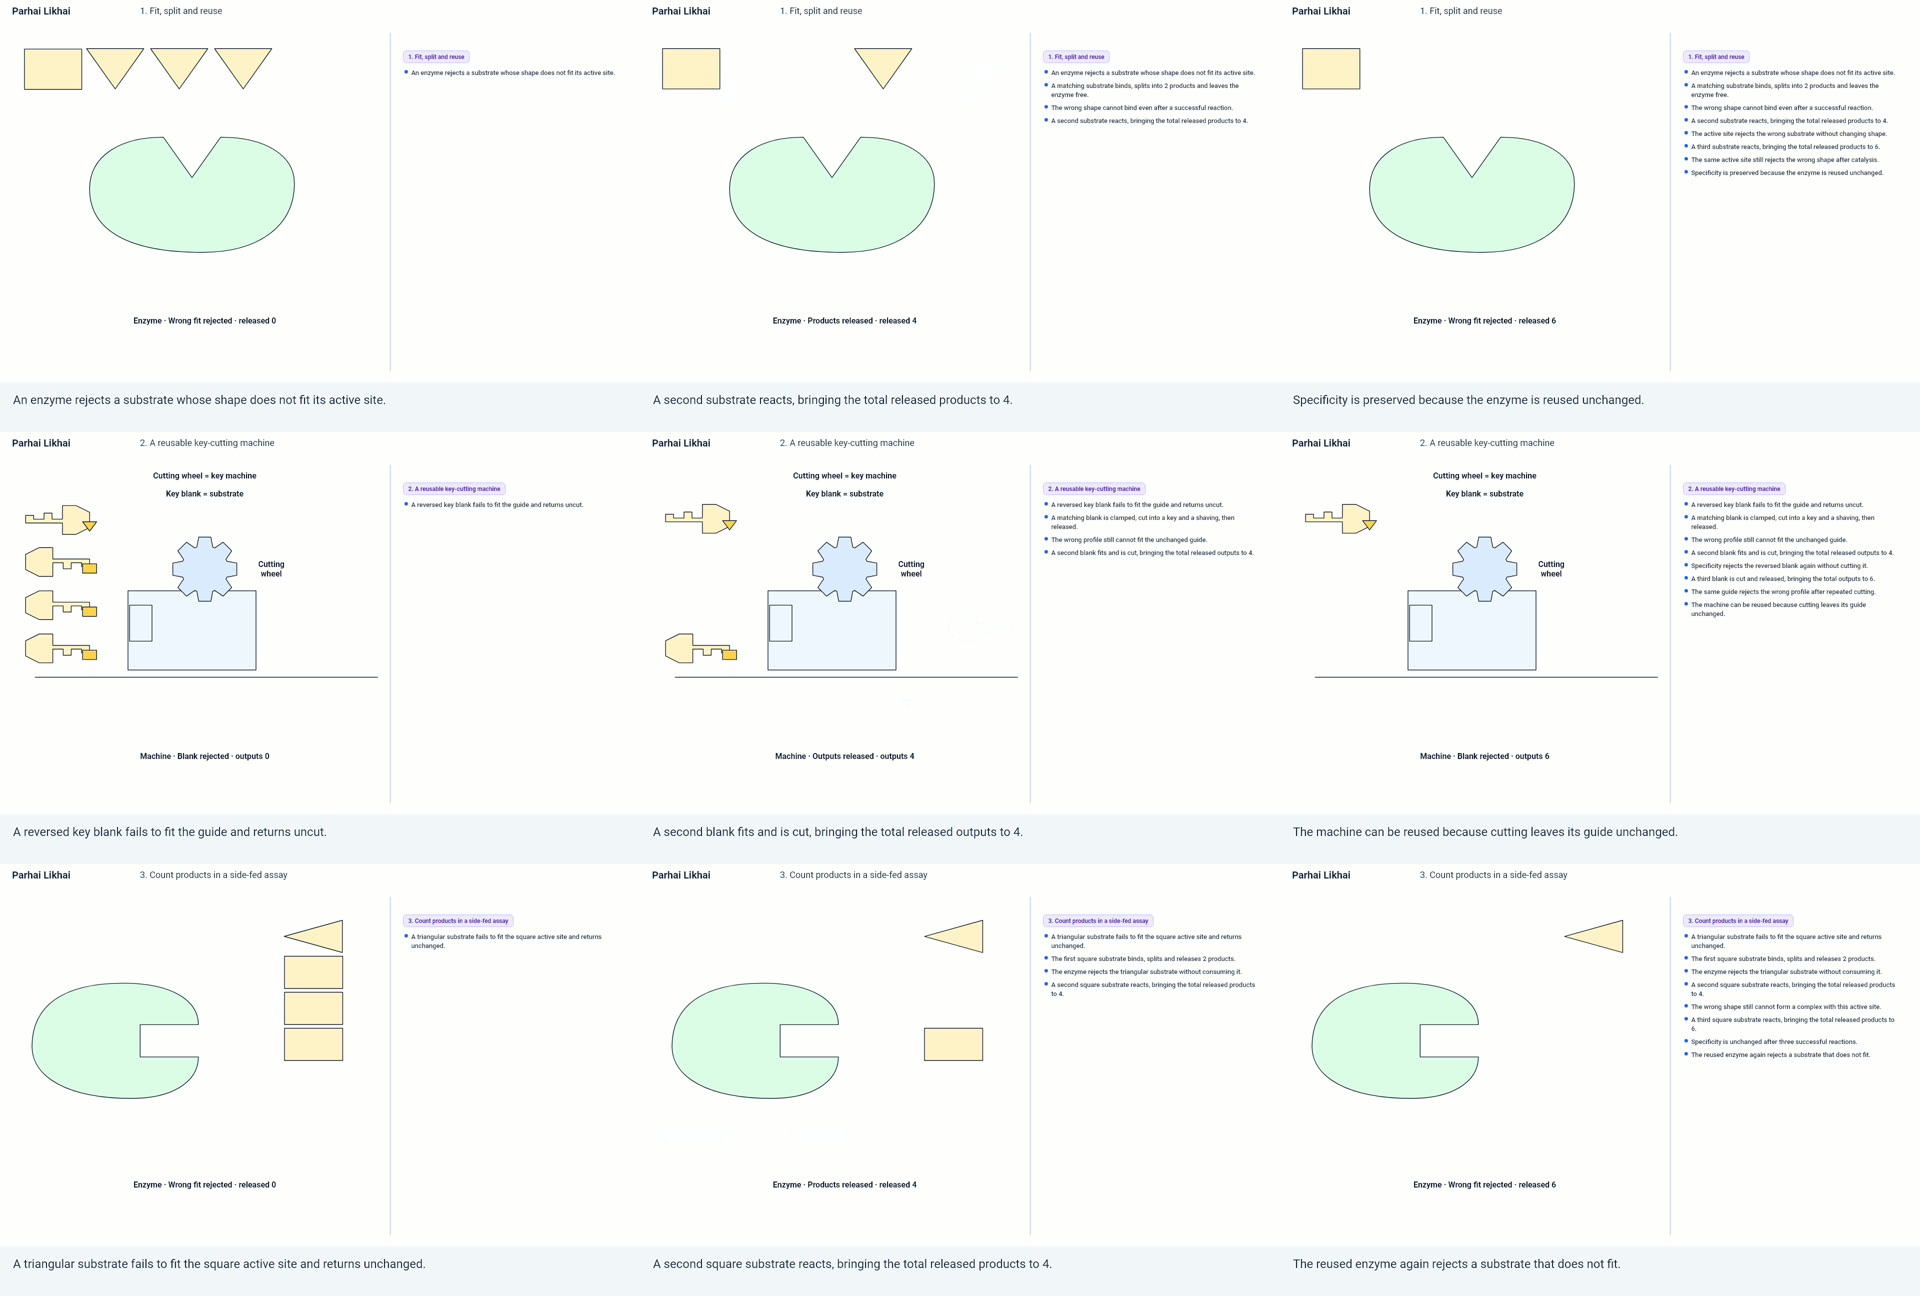 Parhai Likhai
1. Fit, split and reuse
1. Fit, split and reuse
An enzyme rejects a substrate whose shape does not fit its active site.
Enzyme · Wrong fit rejected · released 0
An enzyme rejects a substrate whose shape does not fit its active site.
Parhai Likhai
1. Fit, split and reuse
1. Fit, split and reuse
An enzyme rejects a substrate whose shape does not fit its active site.
A matching substrate binds, splits into 2 products and leaves the
enzyme free.
The wrong shape cannot bind even after a successful reaction.
A second substrate reacts, bringing the total released products to 4.
Enzyme · Products released · released 4
A second substrate reacts, bringing the total released products to 4.
Parhai Likhai
1. Fit, split and reuse
1. Fit, split and reuse
An enzyme rejects a substrate whose shape does not fit its active site.
A matching substrate binds, splits into 2 products and leaves the
enzyme free.
The wrong shape cannot bind even after a successful reaction.
A second substrate reacts, bringing the total released products to 4.
The active site rejects the wrong substrate without changing shape.
A third substrate reacts, bringing the total released products to 6.
The same active site still rejects the wrong shape after catalysis.
Specificity is preserved because the enzyme is reused unchanged.
Enzyme · Wrong fit rejected · released 6
Specificity is preserved because the enzyme is reused unchanged.
Parhai Likhai
2. A reusable key-cutting machine
Cutting wheel = key machine
Key blank = substrate
Cutting
wheel
2. A reusable key-cutting machine
A reversed key blank fails to fit the guide and returns uncut.
Machine · Blank rejected · outputs 0
A reversed key blank fails to fit the guide and returns uncut.
Parhai Likhai
2. A reusable key-cutting machine
Cutting wheel = key machine
Key blank = substrate
Cutting
wheel
2. A reusable key-cutting machine
A reversed key blank fails to fit the guide and returns uncut.
A matching blank is clamped, cut into a key and a shaving, then
released.
The wrong profile still cannot fit the unchanged guide.
A second blank fits and is cut, bringing the total released outputs to 4.
Machine · Outputs released · outputs 4
A second blank fits and is cut, bringing the total released outputs to 4.
Parhai Likhai
2. A reusable key-cutting machine
Cutting wheel = key machine
Key blank = substrate
Cutting
wheel
2. A reusable key-cutting machine
A reversed key blank fails to fit the guide and returns uncut.
A matching blank is clamped, cut into a key and a shaving, then
released.
The wrong profile still cannot fit the unchanged guide.
A second blank fits and is cut, bringing the total released outputs to 4.
Specificity rejects the reversed blank again without cutting it.
A third blank is cut and released, bringing the total outputs to 6.
The same guide rejects the wrong profile after repeated cutting.
The machine can be reused because cutting leaves its guide
unchanged.
Machine · Blank rejected · outputs 6
The machine can be reused because cutting leaves its guide unchanged.
Parhai Likhai
3. Count products in a side-fed assay
3. Count products in a side-fed assay
A triangular substrate fails to fit the square active site and returns
unchanged.
Enzyme · Wrong fit rejected · released 0
A triangular substrate fails to fit the square active site and returns unchanged.
Parhai Likhai
3. Count products in a side-fed assay
3. Count products in a side-fed assay
A triangular substrate fails to fit the square active site and returns
unchanged.
The first square substrate binds, splits and releases 2 products.
The enzyme rejects the triangular substrate without consuming it.
A second square substrate reacts, bringing the total released products
to 4.
Enzyme · Products released · released 4
A second square substrate reacts, bringing the total released products to 4.
Parhai Likhai
3. Count products in a side-fed assay
3. Count products in a side-fed assay
A triangular substrate fails to fit the square active site and returns
unchanged.
The first square substrate binds, splits and releases 2 products.
The enzyme rejects the triangular substrate without consuming it.
A second square substrate reacts, bringing the total released products
to 4.
The wrong shape still cannot form a complex with this active site.
A third square substrate reacts, bringing the total released products to
6.
Specificity is unchanged after three successful reactions.
The reused enzyme again rejects a substrate that does not fit.
Enzyme · Wrong fit rejected · released 6
The reused enzyme again rejects a substrate that does not fit.